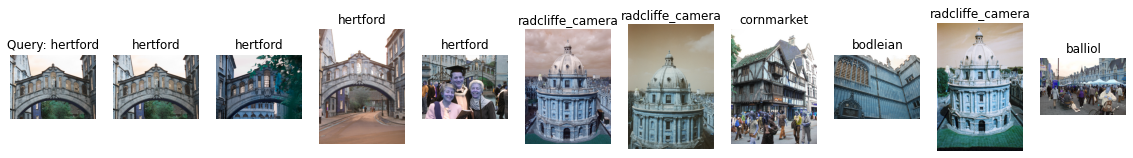 Query: hertford
hertford
hertford
hertford
hertford
radcliffe_camera
radcliffe_camera
cornmarket
bodleian
radcliffe_camera
balliol